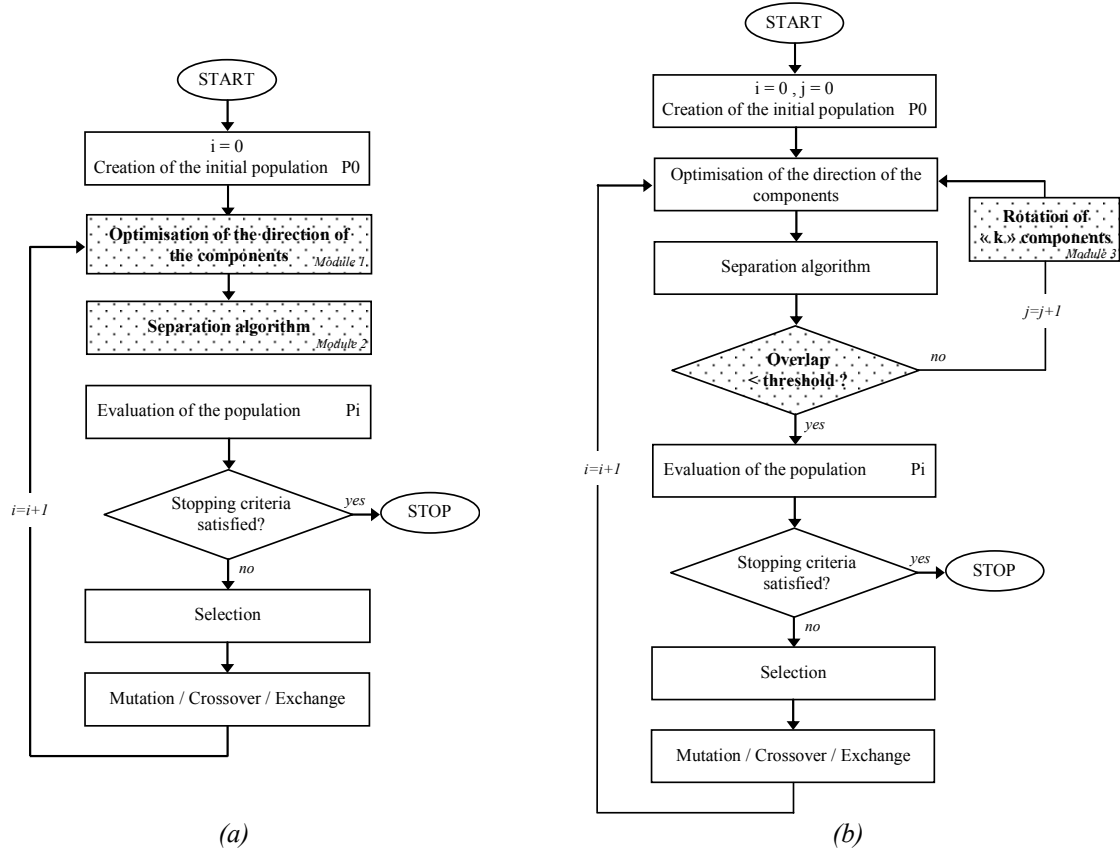 START
i = 0
Creation of the initial population P0
Optimisation of the direction of
the components
Module 1
Separation algorithm
Module 2
Evaluation of the population Pi
Stopping criteria
satisfied?
yes
STOP
no
i=i+1
Selection
Mutation / Crossover / Exchange
(a)
START
i = 0 , j = 0
Creation of the initial population P0
Optimisation of the direction of the
components
Rotation of
« k » components
Module 3
Separation algorithm
j=j+1
Overlap
< threshold ?
no
yes
i=i+1
Evaluation of the population Pi
Stopping criteria
satisfied?
yes
STOP
no
Selection
Mutation / Crossover / Exchange
(b)